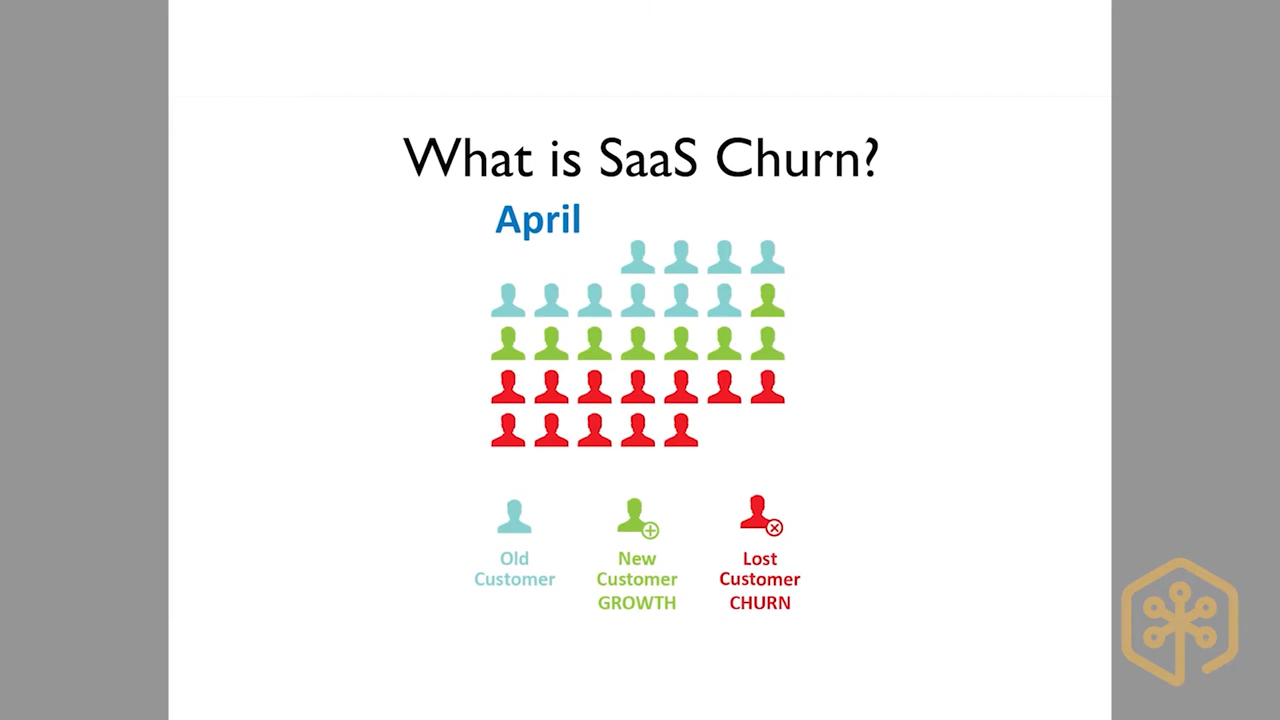 What is SaaS Churn?
April
Old
Customer
New
Customer
GROWTH
Lost
Customer
CHURN